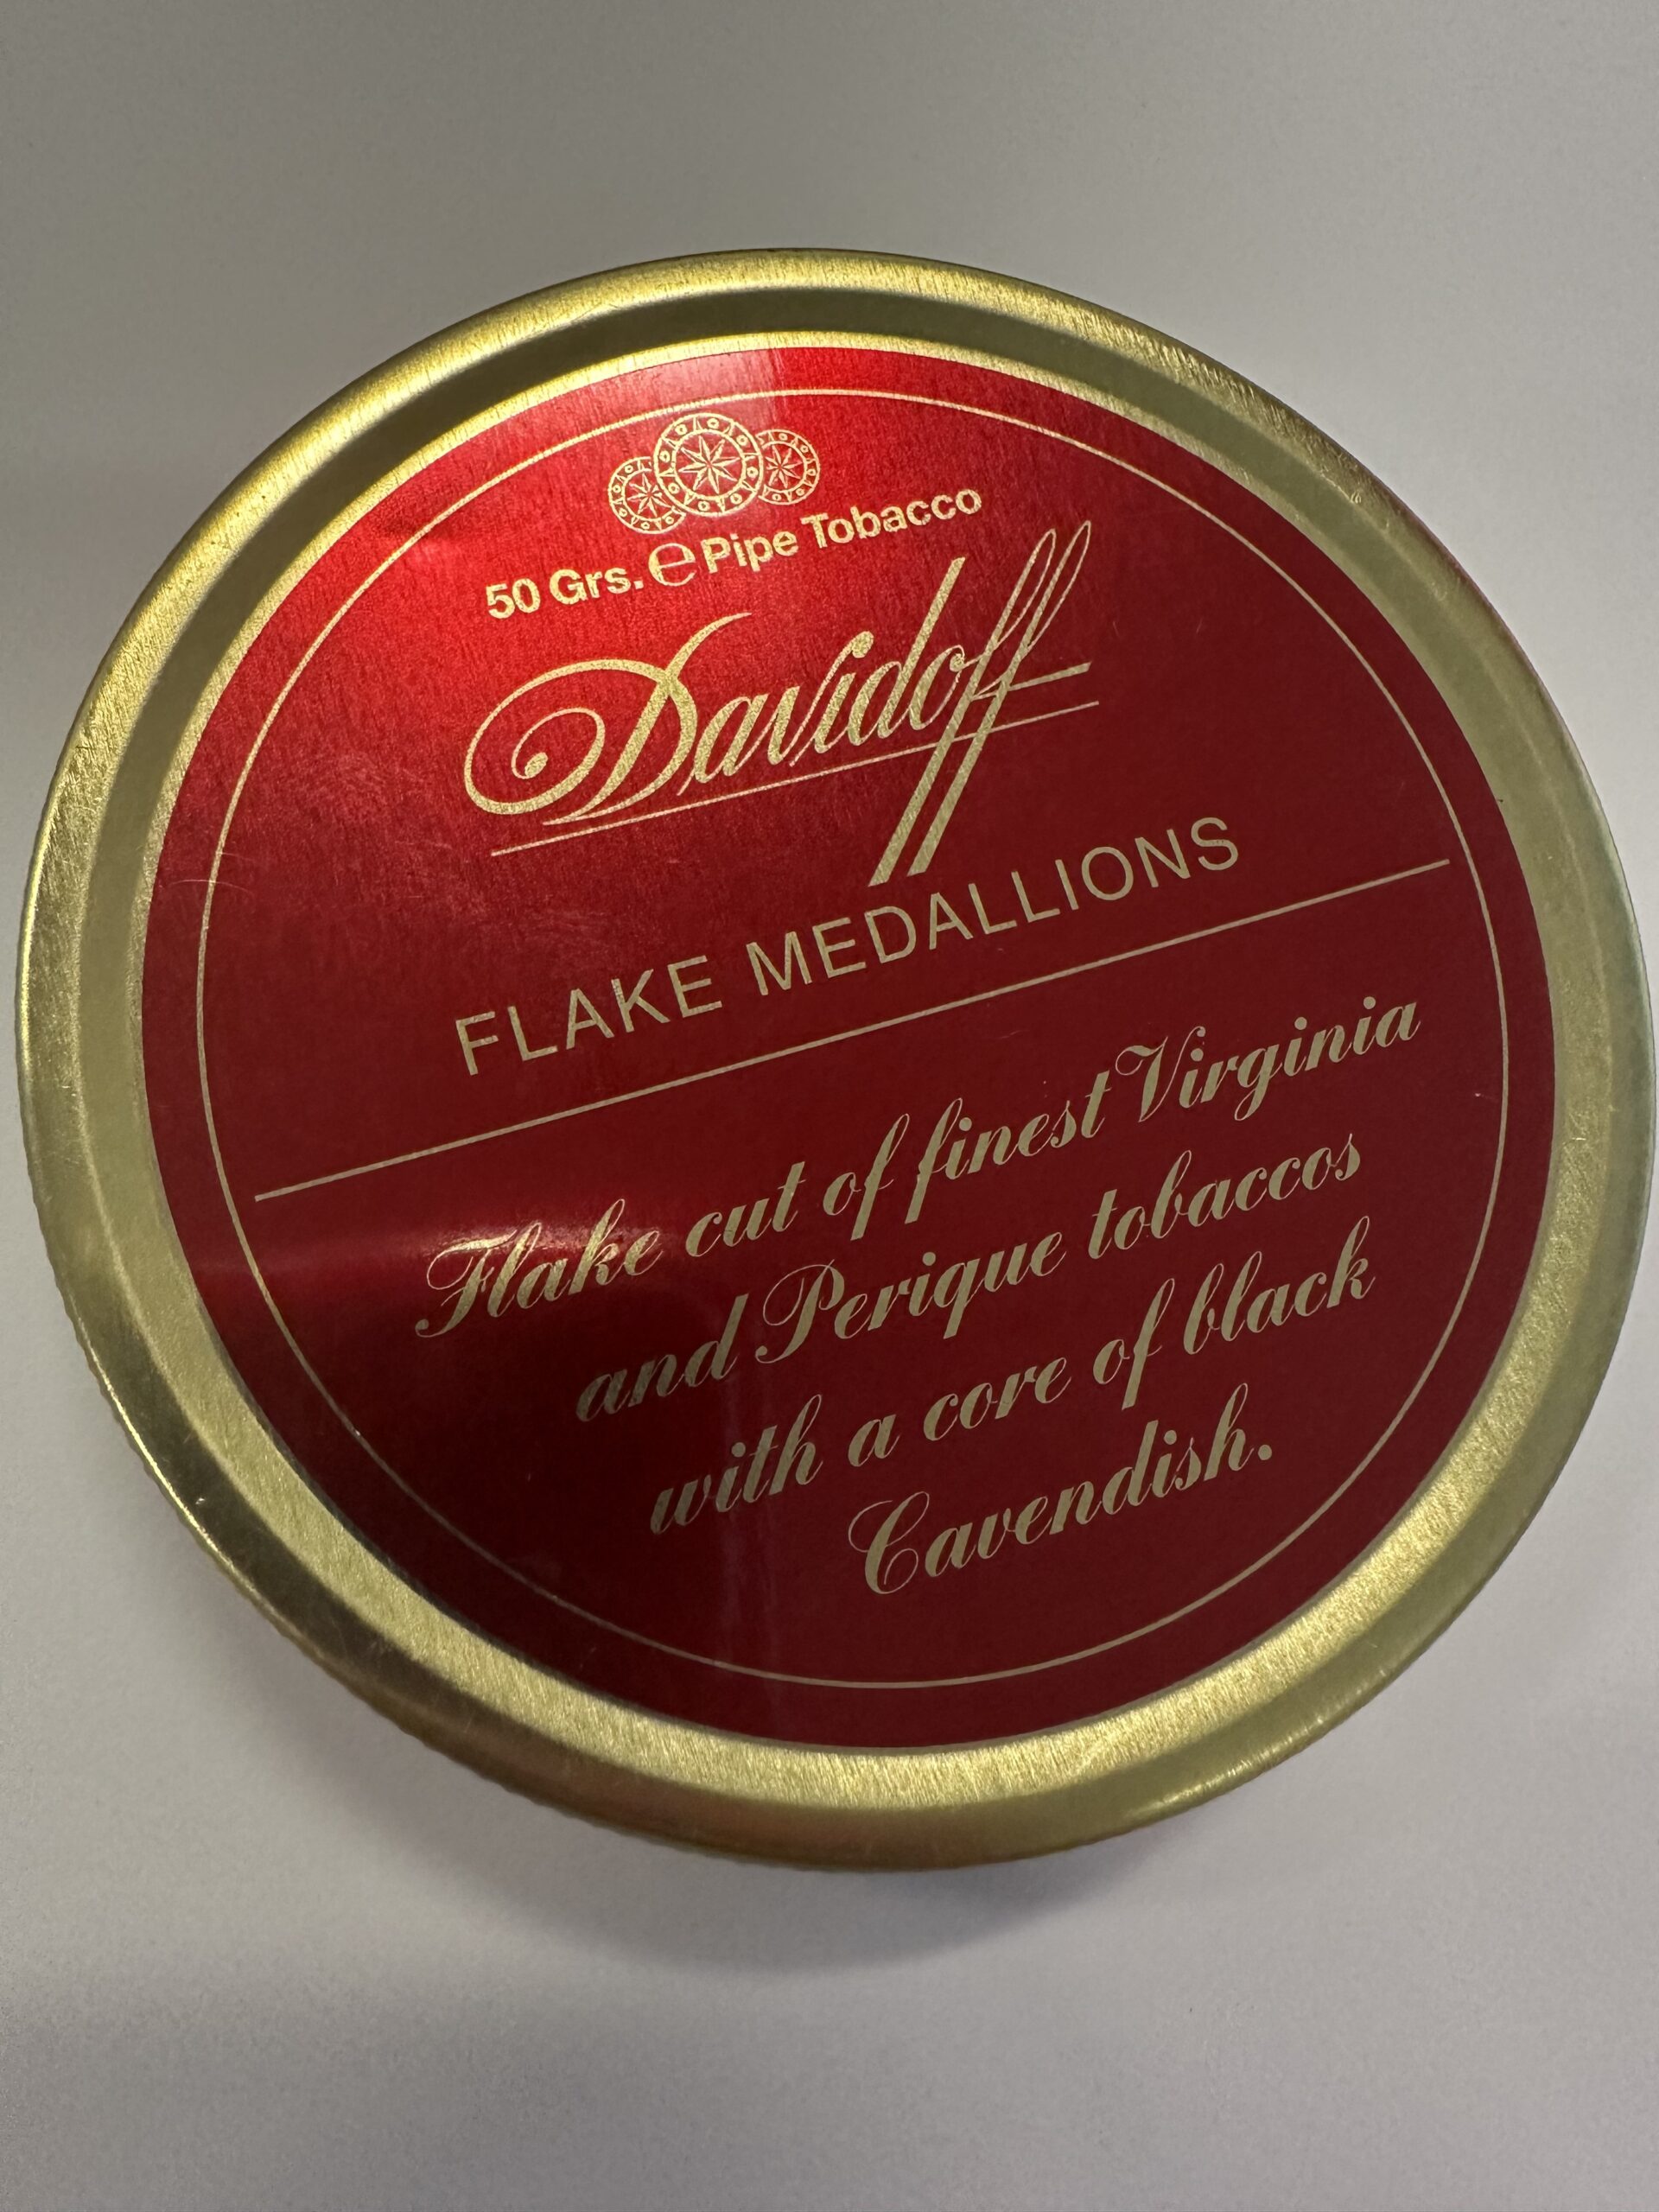 50 Grs. ℮ Pipe Tobacco
Davidoff
FLAKE MEDALLIONS
Flake cut of finest Virginia
and Perique tobaccos
with a core of black
Cavendish.